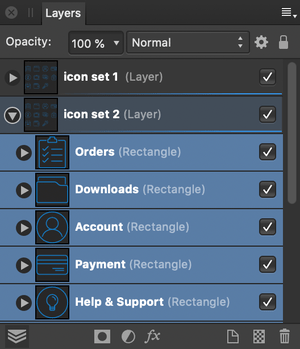 Layers
Opacity: 100 % Normal
icon set 1 (Layer)
icon set 2 (Layer)
Orders (Rectangle)
Downloads (Rectangle)
Account (Rectangle)
Payment (Rectangle)
Help & Support (Rectangle)
fx